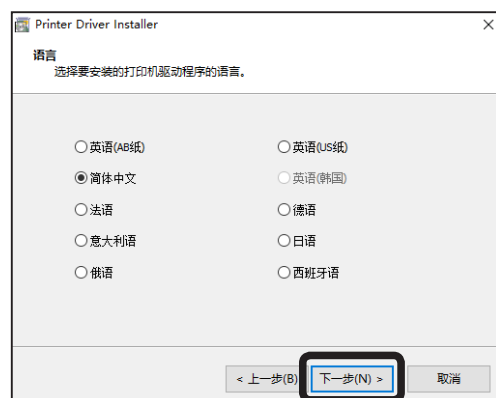 Printer Driver Installer
语言
选择要安装的打印机驱动程序的语言。
英语(AB纸) 英语(US纸)
简体中文 英语(韩国)
法语 德语
意大利语 日语
俄语 西班牙语
< 上一步(B) 下一步(N) > 取消